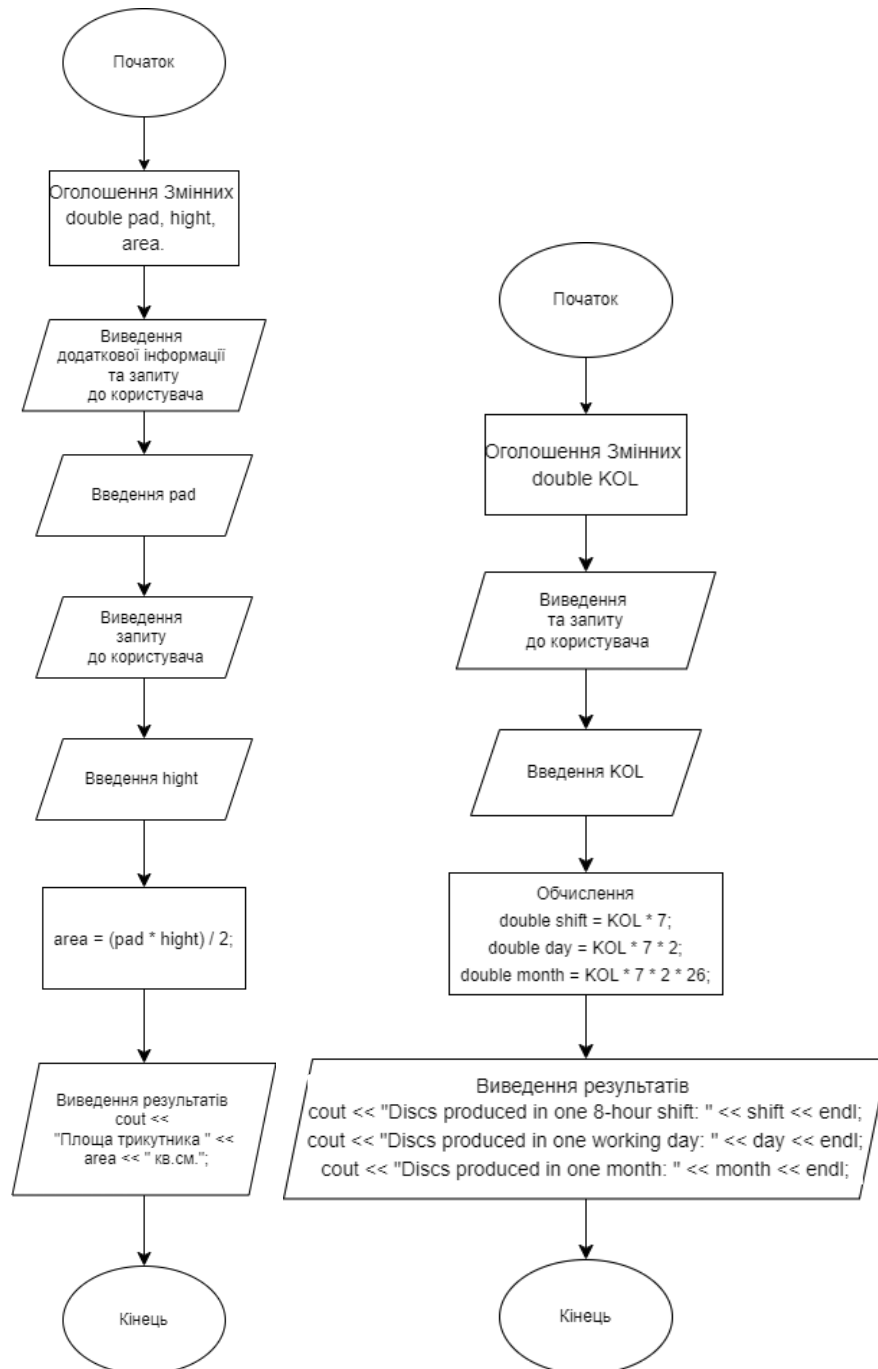 Початок
Оголошення Змінних
double pad, hight,
area.
Виведення
додаткової інформації
та запиту
до користувача
Введення pad
Виведення
запиту
до користувача
Введення hight
area = (pad * hight) / 2;
Виведення результатів
cout <<
"Площа трикутника " <<
area << " кв.см.";
Кінець
Початок
Оголошення Змінних
double KOL
Виведення
та запиту
до користувача
Введення KOL
Обчислення
double shift = KOL * 7;
double day = KOL * 7 * 2;
double month = KOL * 7 * 2 * 26;
Виведення результатів
cout << "Discs produced in one 8-hour shift: " << shift << endl;
cout << "Discs produced in one working day: " << day << endl;
cout << "Discs produced in one month: " << month << endl;
Кінець